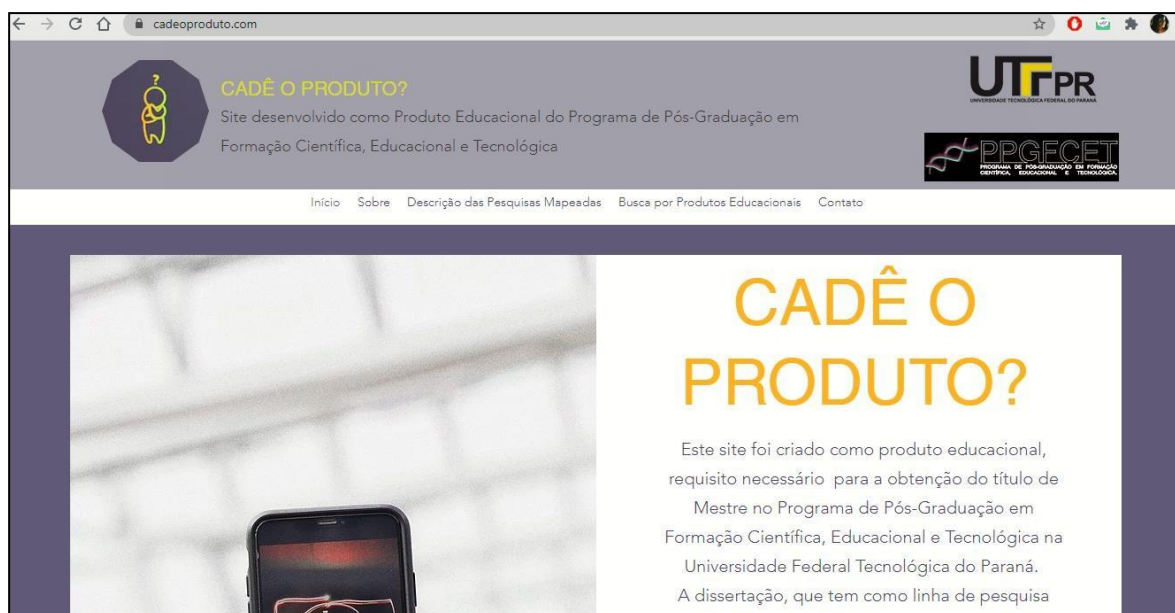 cadeoproduto.com
CADÊ O PRODUTO?
Site desenvolvido como Produto Educacional do Programa de Pós-Graduação em
Formação Científica, Educacional e Tecnológica
UTFPR
UNIVERSIDADE TECNOLÓGICA FEDERAL DO PARANÁ
PPGFCET
PROGRAMA DE PÓS-GRADUAÇÃO EM FORMAÇÃO
CIENTÍFICA, EDUCACIONAL E TECNOLÓGICA.
Início Sobre Descrição das Pesquisas Mapeadas Busca por Produtos Educacionais Contato
CADÊ O
PRODUTO?
Este site foi criado como produto educacional,
requisito necessário para a obtenção do título de
Mestre no Programa de Pós-Graduação em
Formação Científica, Educacional e Tecnológica na
Universidade Federal Tecnológica do Paraná.
A dissertação, que tem como linha de pesquisa